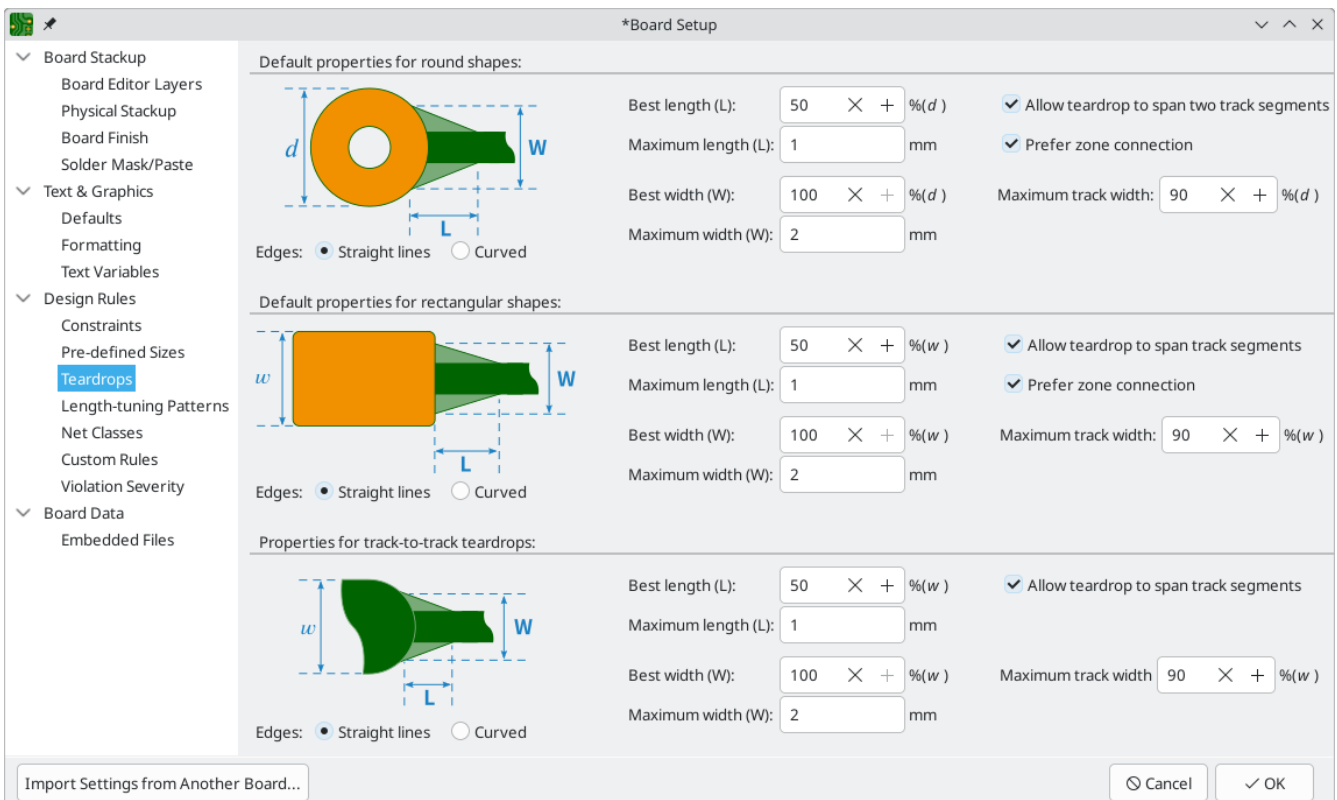 *Board Setup
Board Stackup
Board Editor Layers
Physical Stackup
Board Finish
Solder Mask/Paste
Text & Graphics
Defaults
Formatting
Text Variables
Design Rules
Constraints
Pre-defined Sizes
Teardrops
Length-tuning Patterns
Net Classes
Custom Rules
Violation Severity
Board Data
Embedded Files
Default properties for round shapes:
d
W
L
Edges: Straight lines Curved
Best length (L): 50 %(d ) Allow teardrop to span two track segments
Maximum length (L): 1 mm Prefer zone connection
Best width (W): 100 %(d ) Maximum track width: 90 %(d )
Maximum width (W): 2 mm
Default properties for rectangular shapes:
w
W
L
Edges: Straight lines Curved
Best length (L): 50 %(w ) Allow teardrop to span track segments
Maximum length (L): 1 mm Prefer zone connection
Best width (W): 100 %(w ) Maximum track width: 90 %(w )
Maximum width (W): 2 mm
Properties for track-to-track teardrops:
w
W
L
Edges: Straight lines Curved
Best length (L): 50 %(w ) Allow teardrop to span track segments
Maximum length (L): 1 mm
Best width (W): 100 %(w ) Maximum track width 90 %(w )
Maximum width (W): 2 mm
Import Settings from Another Board... Cancel OK